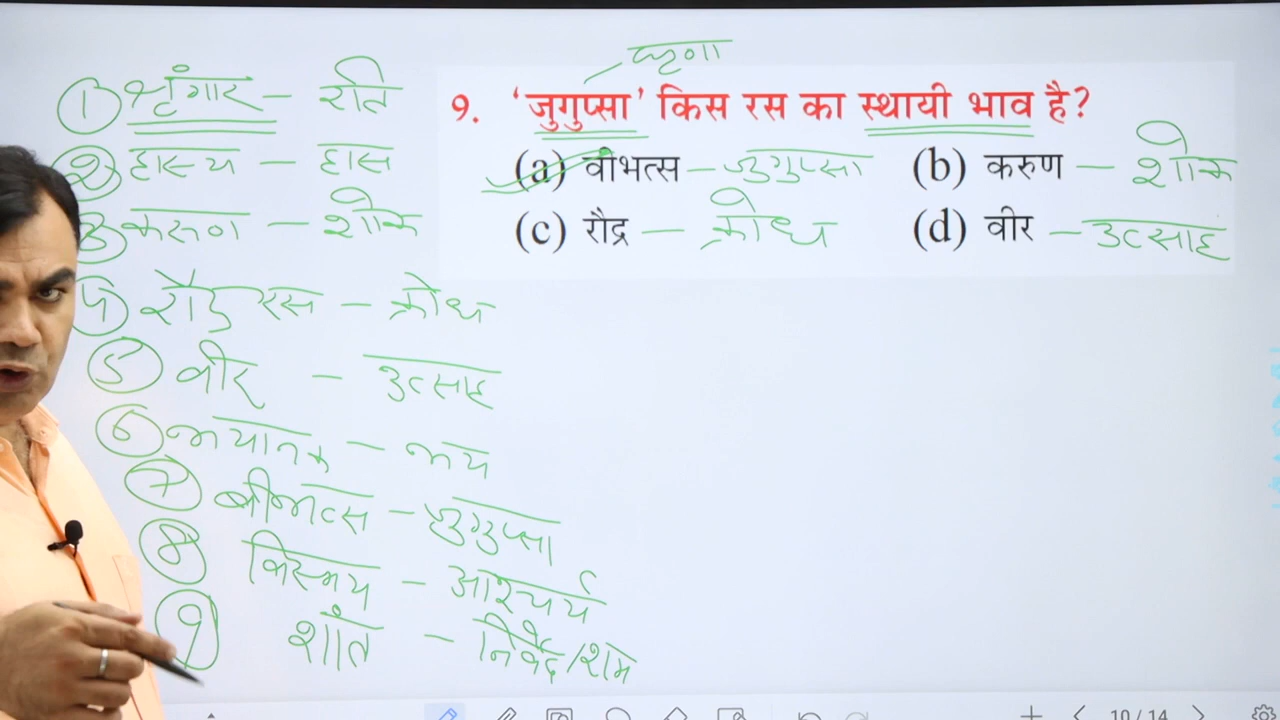 घृणा
9. 'जुगुप्सा' किस रस का स्थायी भाव है?
(a) वीभत्स – जुगुप्सा (b) करुण – शोक
(c) रौद्र – क्रोध (d) वीर – उत्साह
① श्रृंगार – रति
② हास्य – हास
③ करूण – शोक
④ रौद्र रस – क्रोध
⑤ वीर – उत्साह
⑥ भयानक – भय
⑦ बीभत्स – जुगुप्सा
⑧ विस्मय – आश्चर्य
⑨ शांत – निर्वेद/शम
10 / 14